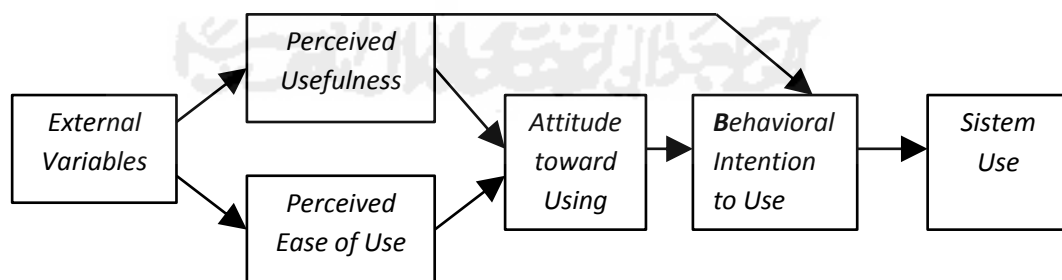 Perceived
Usefulness
External
Variables
Perceived
Ease of Use
Attitude
toward
Using
Behavioral
Intention
to Use
Sistem
Use